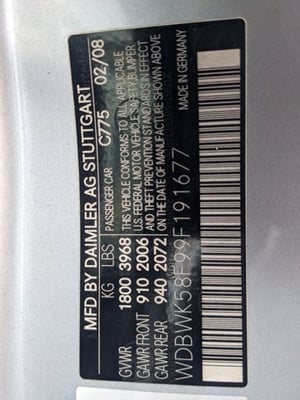 MFD BY DAIMLER AG STUTTGART
PASSENGER CAR C775 02/08
KG LBS
GVWR 1800 3968
GAWR FRONT 910 2006
GAWR REAR 940 2072
THIS VEHICLE CONFORMS TO ALL APPLICABLE
U.S. FEDERAL MOTOR VEHICLE SAFETY BUMPER
AND THEFT PREVENTION STANDARDS IN EFFECT
ON THE DATE OF MANUFACTURE SHOWN ABOVE
WDBWK58F99F191677 MADE IN GERMANY